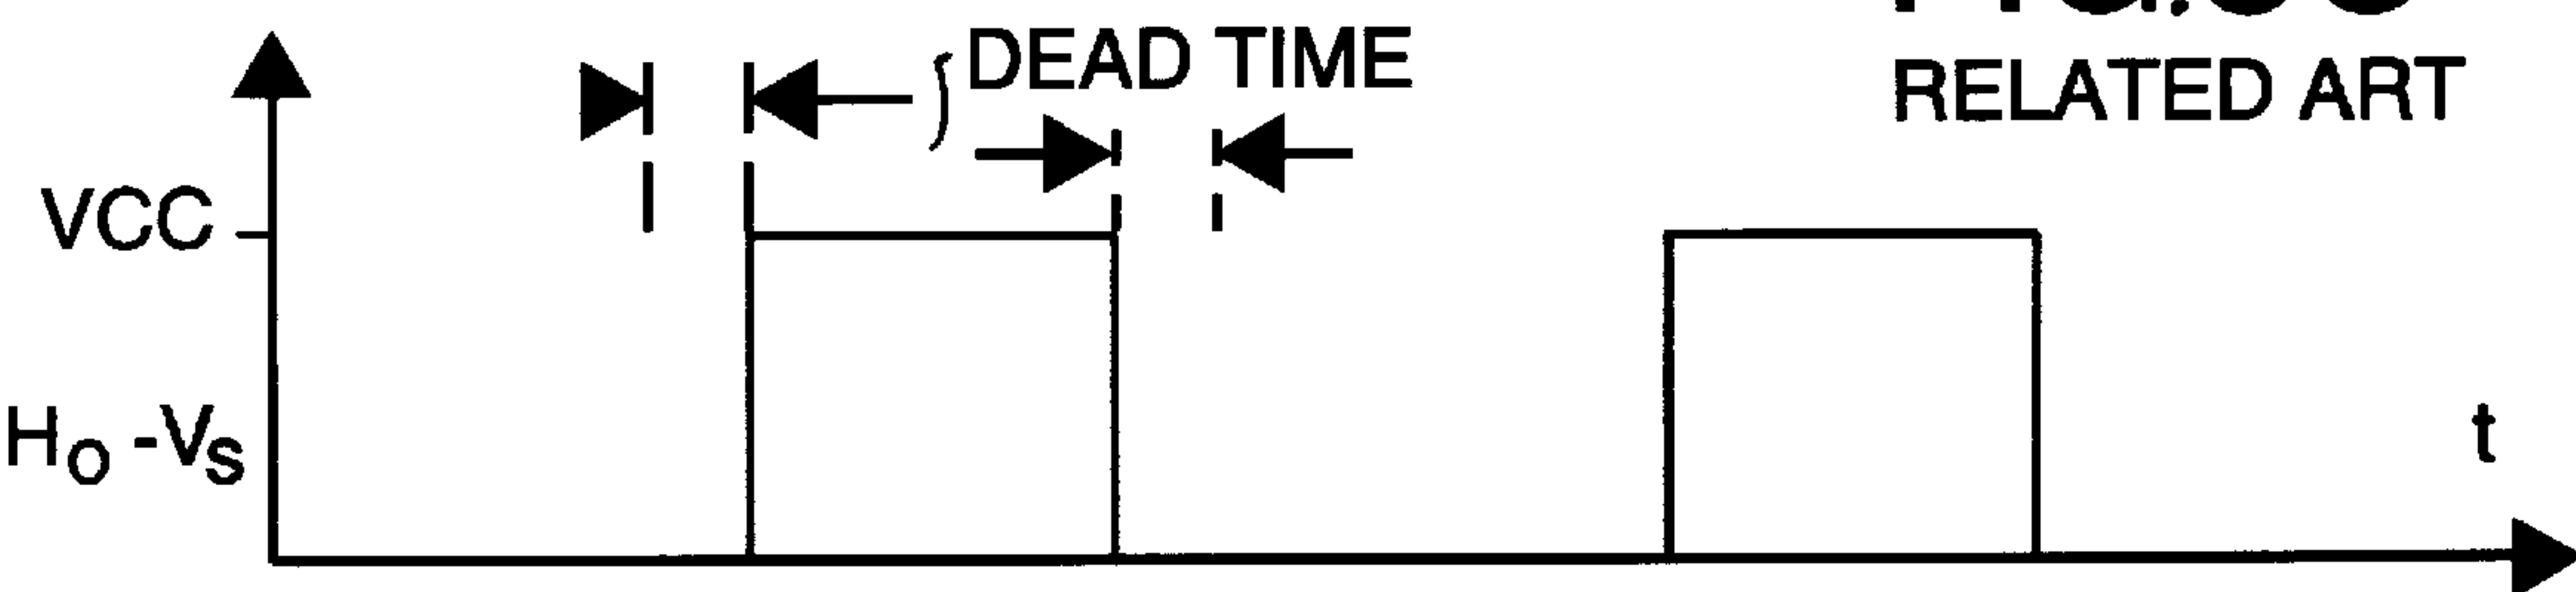 DEAD TIME
RELATED ART
VCC
Ho -Vs
t